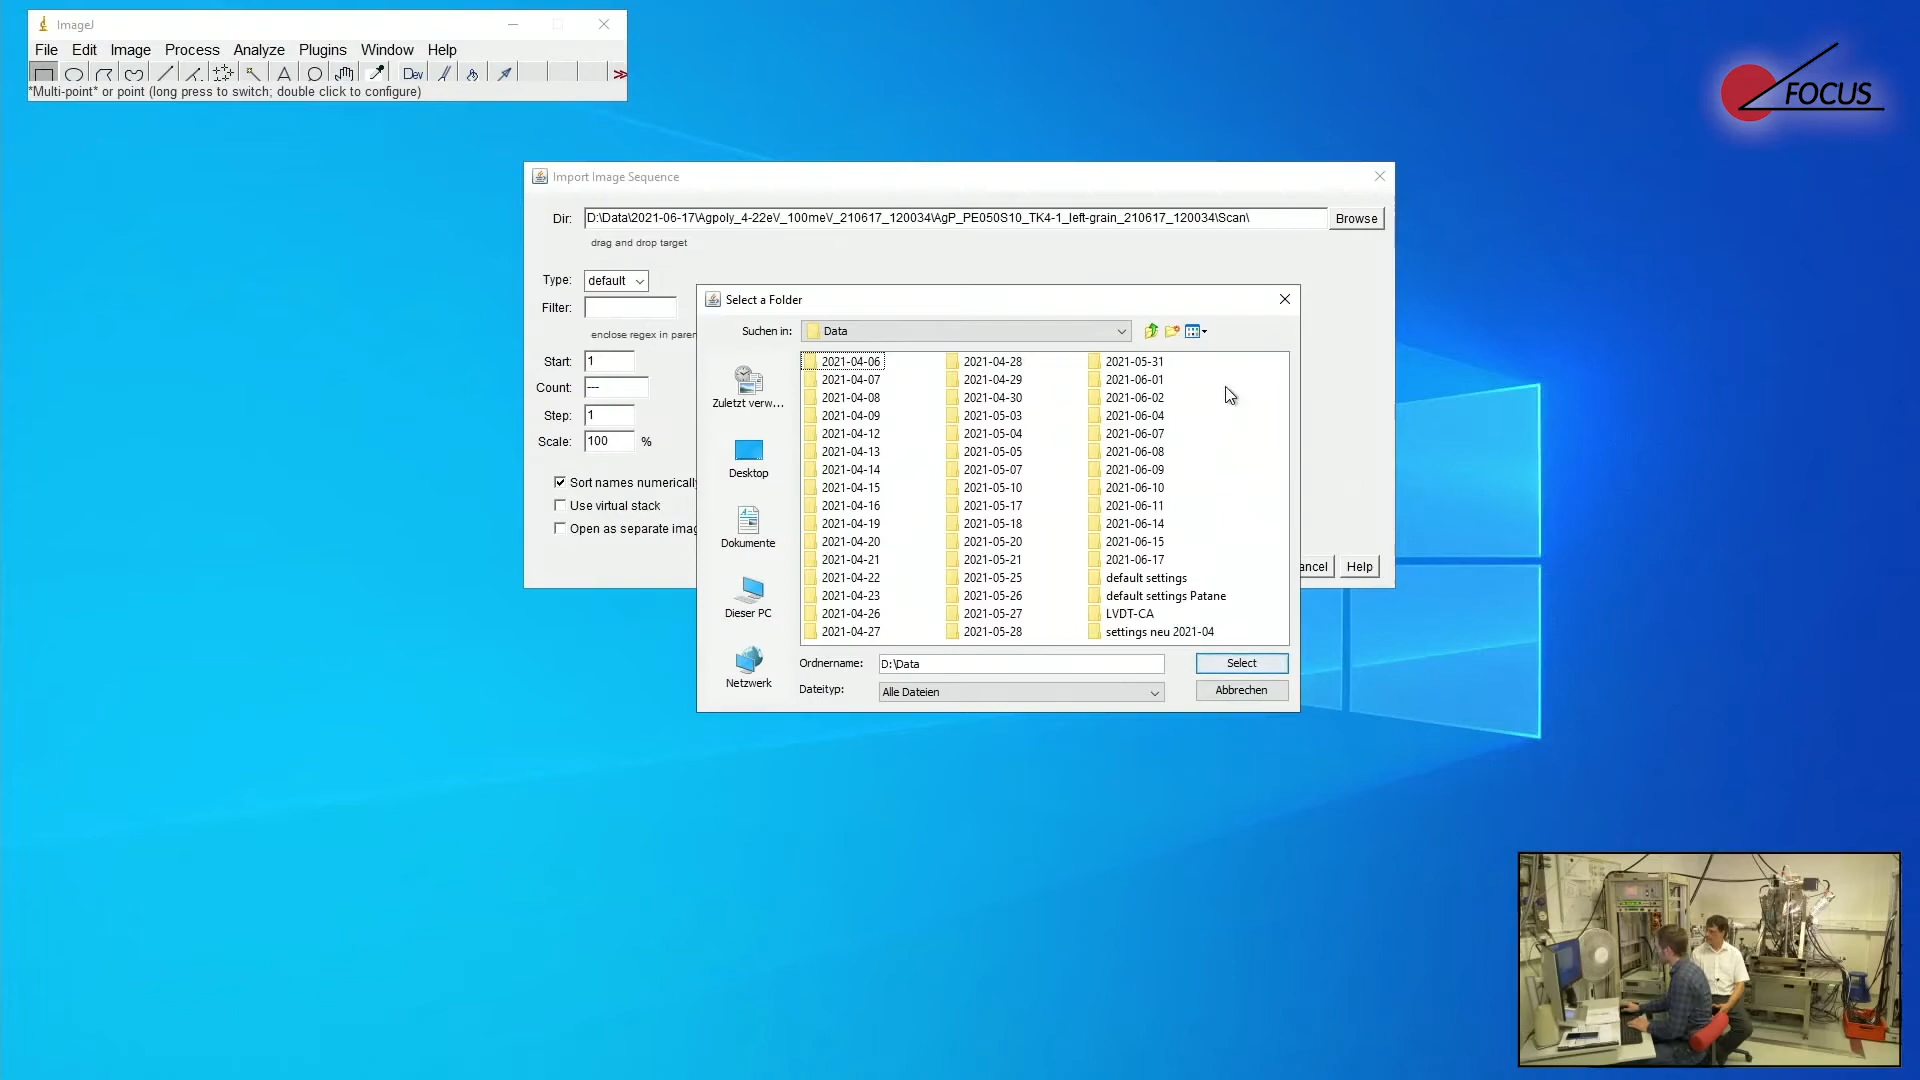 ImageJ
File Edit Image Process Analyze Plugins Window Help
Dev
*Multi-point* or point (long press to switch; double click to configure)
FOCUS
Import Image Sequence
Dir: D:\Data\2021-06-17\Agpoly_4-22eV\_100meV\_210617_120034\AgP_PE050S10_TK4-1_left-grain_210617_120034\Scan\ Browse
drag and drop target
Type: default
Filter:
enclose regex in paren
Start: 1
Count: ---
Step: 1
Scale: 100 %
Sort names numerically
Use virtual stack
Open as separate imag
ancel Help
Select a Folder
Suchen in: Data
Zuletzt verw...
Desktop
Dokumente
Dieser PC
Netzwerk
2021-04-06 2021-04-28 2021-05-31
2021-04-07 2021-04-29 2021-06-01
2021-04-08 2021-04-30 2021-06-02
2021-04-09 2021-05-03 2021-06-04
2021-04-12 2021-05-04 2021-06-07
2021-04-13 2021-05-05 2021-06-08
2021-04-14 2021-05-07 2021-06-09
2021-04-15 2021-05-10 2021-06-10
2021-04-16 2021-05-17 2021-06-11
2021-04-19 2021-05-18 2021-06-14
2021-04-20 2021-05-20 2021-06-15
2021-04-21 2021-05-21 2021-06-17
2021-04-22 2021-05-25 default settings
2021-04-23 2021-05-26 default settings Patane
2021-04-26 2021-05-27 LVDT-CA
2021-04-27 2021-05-28 settings neu 2021-04
Ordnername: D:\Data Select
Dateityp: Alle Dateien Abbrechen